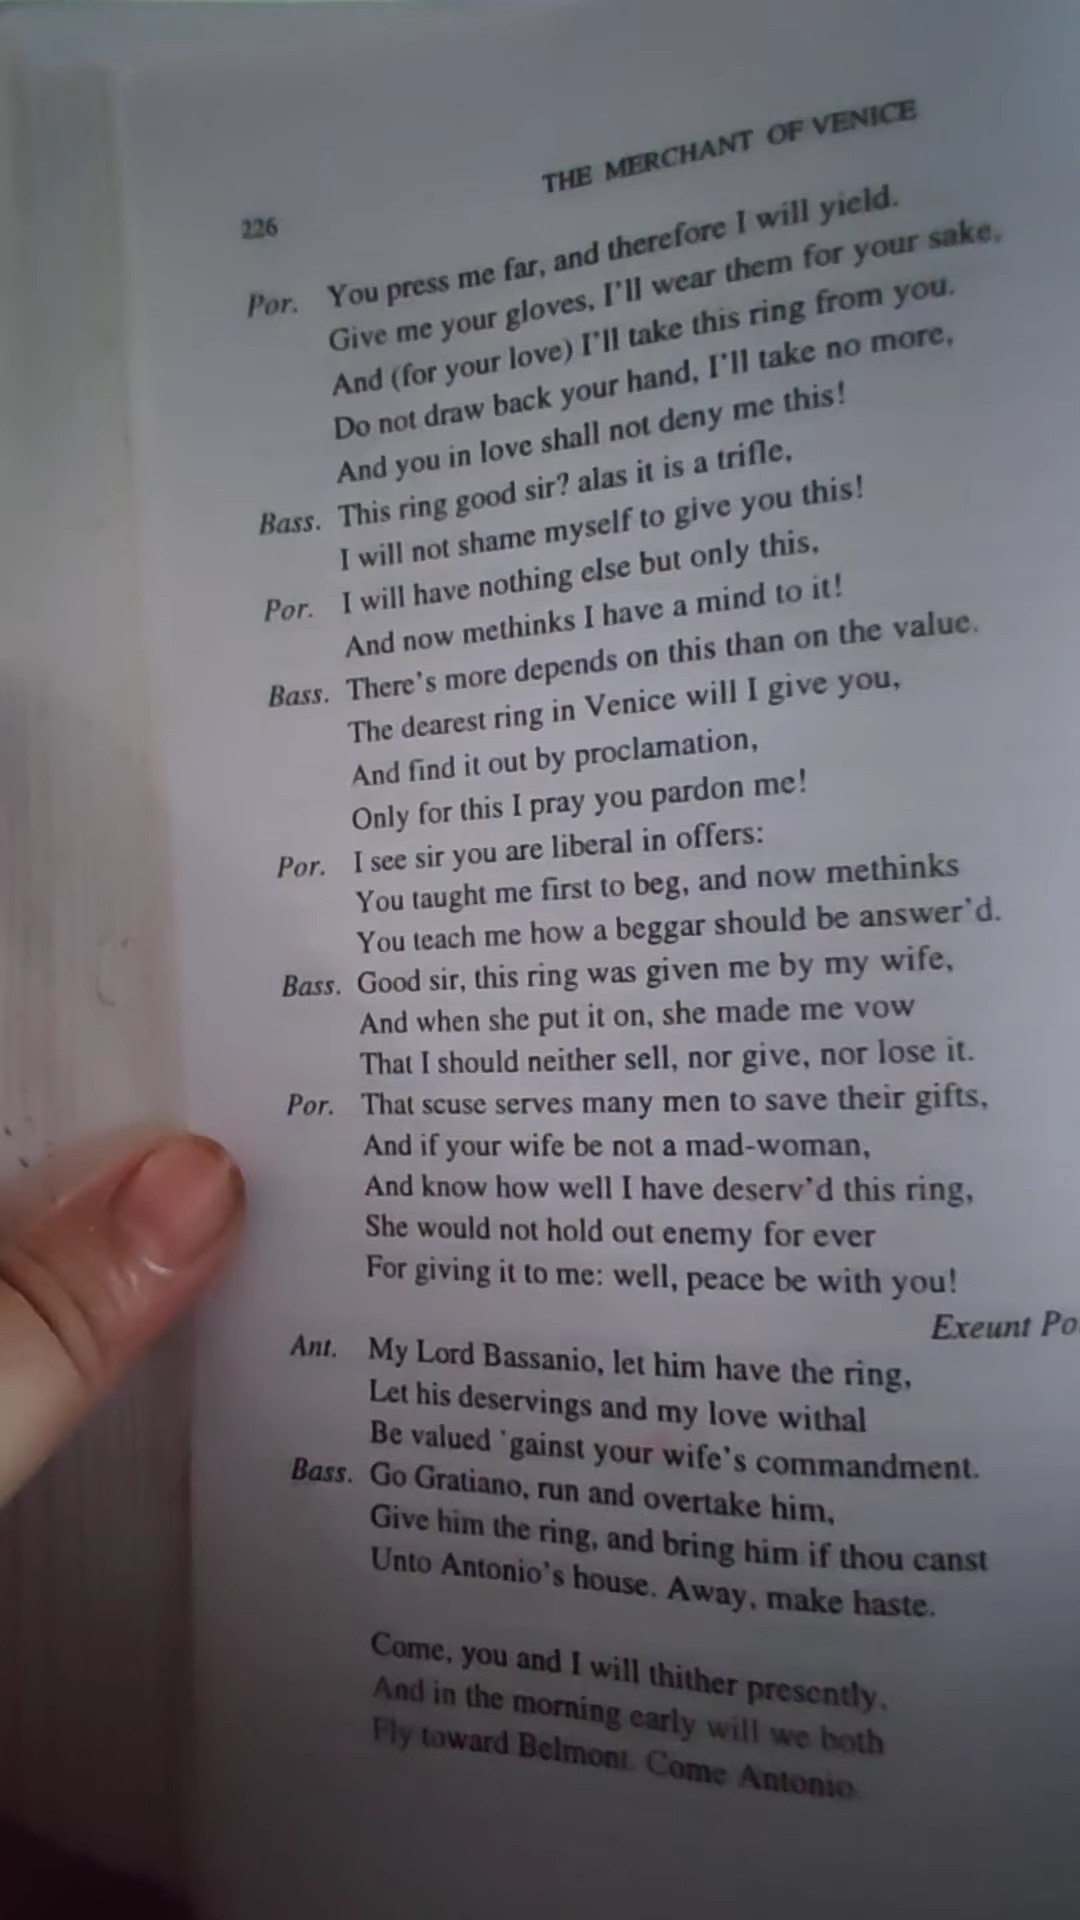 THE MERCHANT OF VENICE
226
Por. You press me far, and therefore I will yield.
Give me your gloves, I'll wear them for your sake,
And (for your love) I'll take this ring from you.
Do not draw back your hand, I'll take no more,
And you in love shall not deny me this!
Bass. This ring good sir? alas it is a trifle,
I will not shame myself to give you this!
Por. I will have nothing else but only this,
And now methinks I have a mind to it!
Bass. There's more depends on this than on the value.
The dearest ring in Venice will I give you,
And find it out by proclamation,
Only for this I pray you pardon me!
Por. I see sir you are liberal in offers:
You taught me first to beg, and now methinks
You teach me how a beggar should be answer'd.
Bass. Good sir, this ring was given me by my wife,
And when she put it on, she made me vow
That I should neither sell, nor give, nor lose it.
Por. That scuse serves many men to save their gifts,
And if your wife be not a mad-woman,
And know how well I have deserv'd this ring,
She would not hold out enemy for ever
For giving it to me: well, peace be with you!
Exeunt Po
Ant. My Lord Bassanio, let him have the ring,
Let his deservings and my love withal
Be valued 'gainst your wife's commandment.
Bass. Go Gratiano, run and overtake him,
Give him the ring, and bring him if thou canst
Unto Antonio's house. Away, make haste.
Come, you and I will thither presently,
And in the morning early will we both
Fly toward Belmont. Come Antonio.